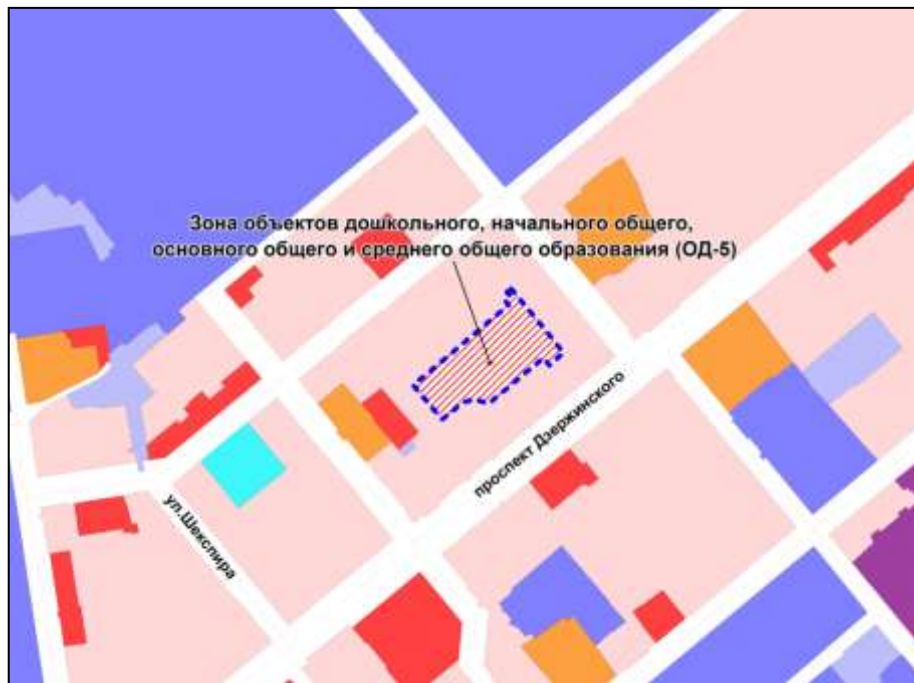 Зона объектов дошкольного, начального общего,
основного общего и среднего общего образования (ОД-5)
проспект Дзержинского
ул.Шекспира